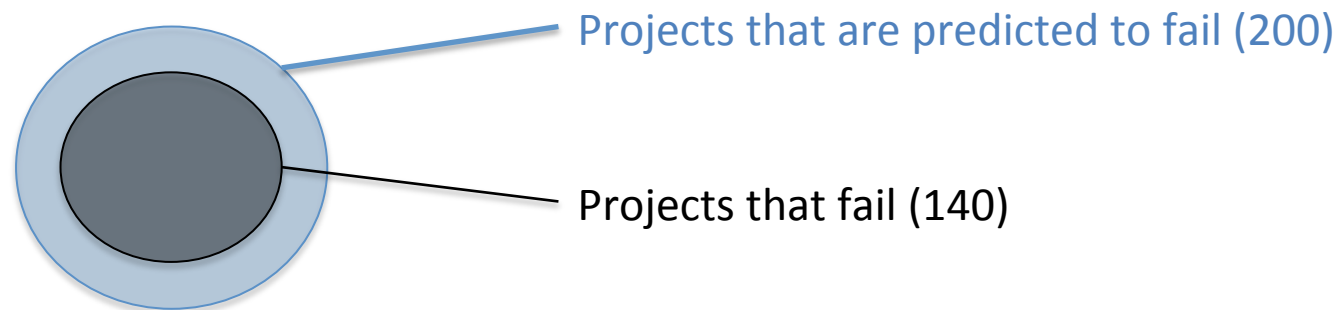 Projects that are predicted to fail (200)
Projects that fail (140)